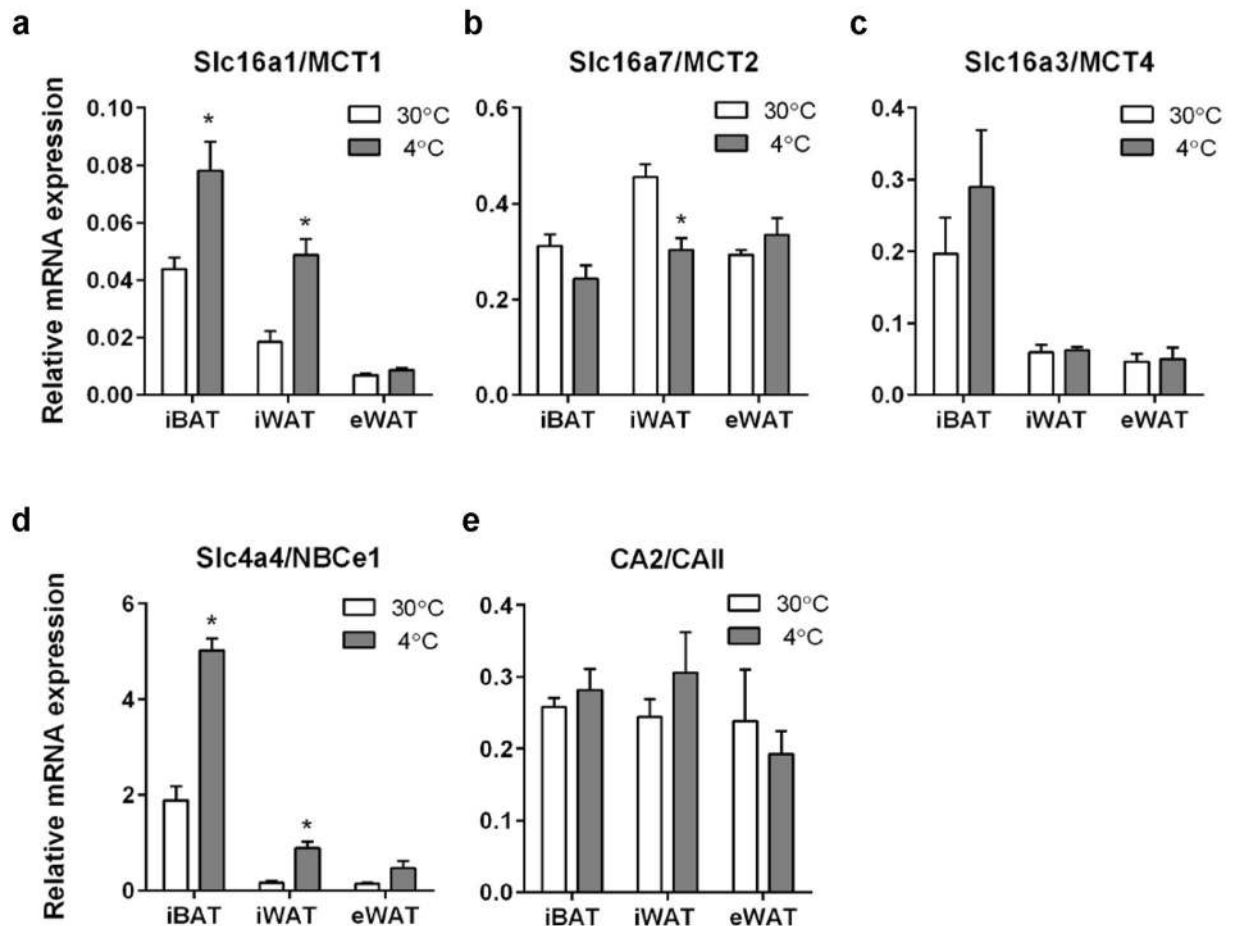 a
Slc16a1/MCT1
Relative mRNA expression
0.10
0.08
0.06
0.04
0.02
0.00
*
*
30°C
4°C
iBAT
iWAT
eWAT
b
Slc16a7/MCT2
0.6
0.4
0.2
0.0
*
30°C
4°C
iBAT
iWAT
eWAT
c
Slc16a3/MCT4
0.4
0.3
0.2
0.1
0.0
30°C
4°C
iBAT
iWAT
eWAT
d
Slc4a4/NBCe1
Relative mRNA expression
6
4
2
0
*
*
30°C
4°C
iBAT
iWAT
eWAT
e
CA2/CAII
0.4
0.3
0.2
0.1
0.0
30°C
4°C
iBAT
iWAT
eWAT